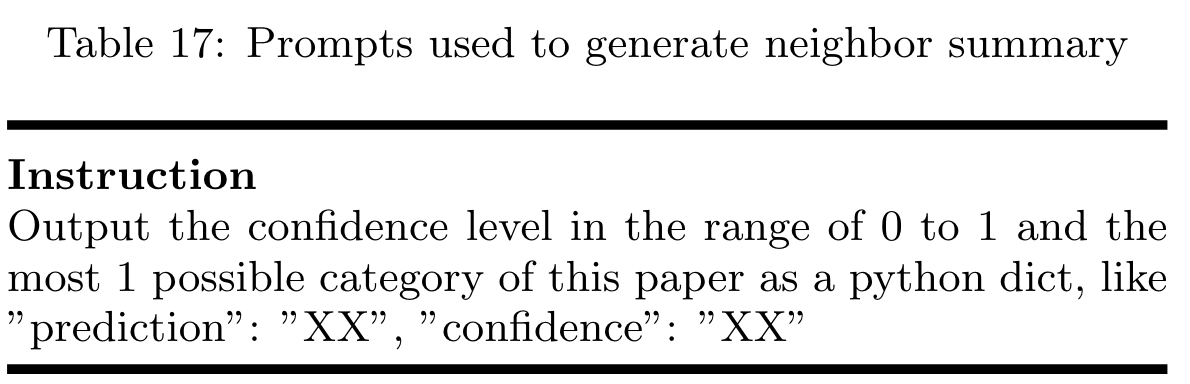 Table 17: Prompts used to generate neighbor summary
Instruction
Output the confidence level in the range of 0 to 1 and the
most 1 possible category of this paper as a python dict, like
”prediction”: ”XX”, ”confidence”: ”XX”